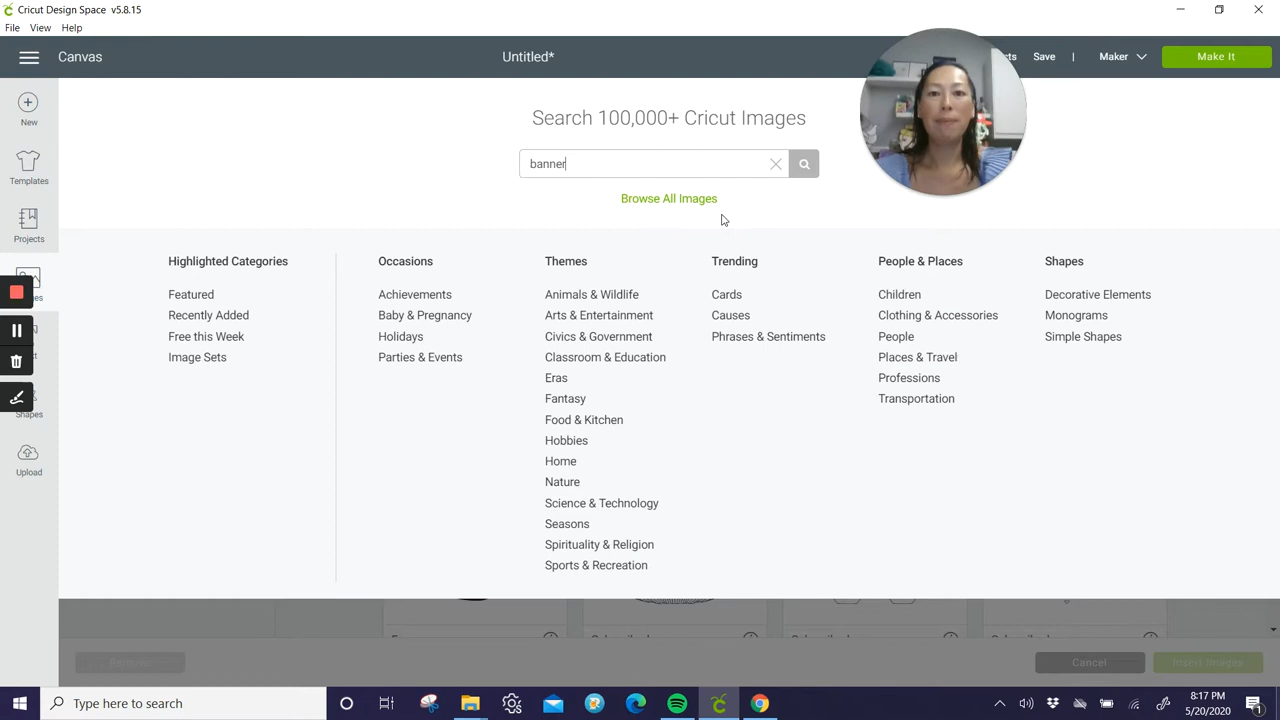 Cricut Design Space v5.8.15
File View Help
Canvas
Untitled*
Save | Maker
Make It
New
Templates
Projects
Shapes
Upload
Search 100,000+ Cricut Images
banner
Browse All Images
Highlighted Categories
Featured
Recently Added
Free this Week
Image Sets
Occasions
Achievements
Baby & Pregnancy
Holidays
Parties & Events
Themes
Animals & Wildlife
Arts & Entertainment
Civics & Government
Classroom & Education
Eras
Fantasy
Food & Kitchen
Hobbies
Home
Nature
Science & Technology
Seasons
Spirituality & Religion
Sports & Recreation
Trending
Cards
Causes
Phrases & Sentiments
People & Places
Children
Clothing & Accessories
People
Places & Travel
Professions
Transportation
Shapes
Decorative Elements
Monograms
Simple Shapes
Cancel
Insert Images
Type here to search
8:17 PM
5/20/2020
1